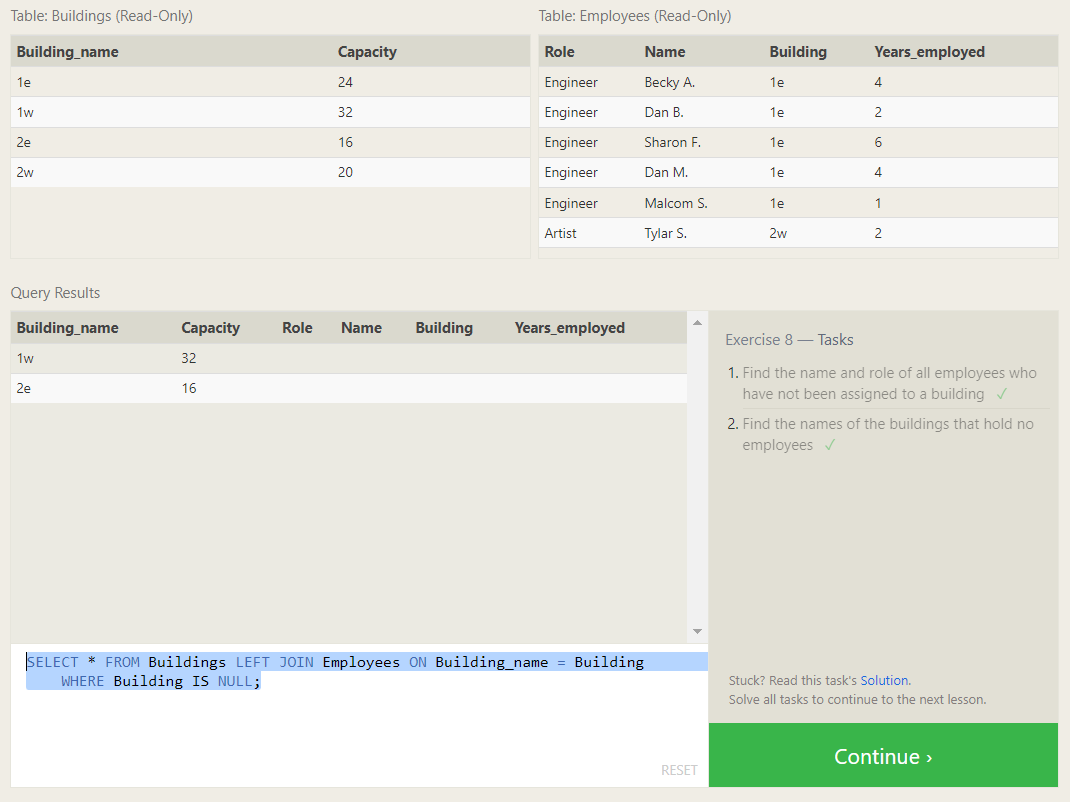 Table: Buildings (Read-Only)
Building_name Capacity
1e 24
1w 32
2e 16
2w 20
Table: Employees (Read-Only)
Role Name Building Years_employed
Engineer Becky A. 1e 4
Engineer Dan B. 1e 2
Engineer Sharon F. 1e 6
Engineer Dan M. 1e 4
Engineer Malcom S. 1e 1
Artist Tylar S. 2w 2
Query Results
Building_name Capacity Role Name Building Years_employed
1w 32
2e 16
SELECT * FROM Buildings LEFT JOIN Employees ON Building_name = Building
WHERE Building IS NULL;
RESET
Exercise 8 — Tasks
1. Find the name and role of all employees who
have not been assigned to a building ✓
2. Find the names of the buildings that hold no
employees ✓
Stuck? Read this task's Solution.
Solve all tasks to continue to the next lesson.
Continue ›